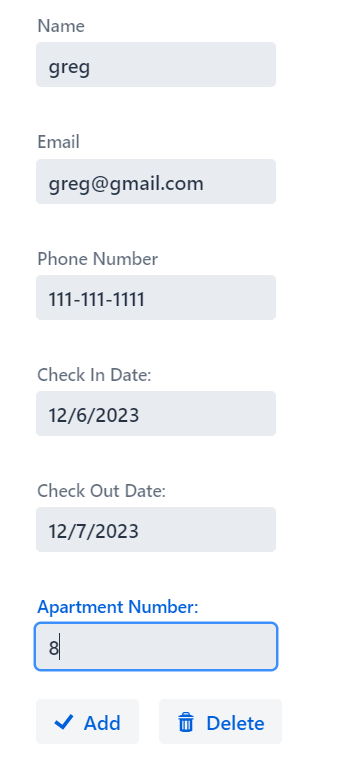 Name
greg
Email
greg@gmail.com
Phone Number
111-111-1111
Check In Date:
12/6/2023
Check Out Date:
12/7/2023
Apartment Number:
8
Add Delete